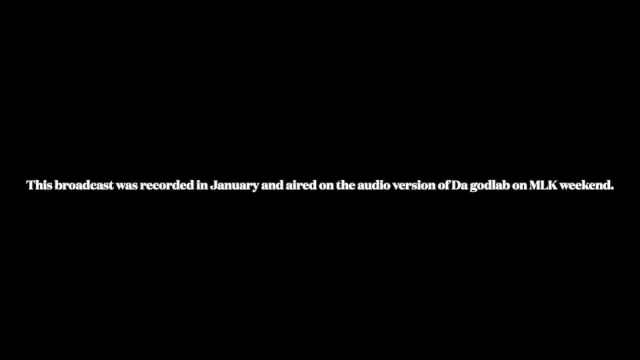 This broadcast was recorded in January and aired on the audio version of Da godlab on MLK weekend.